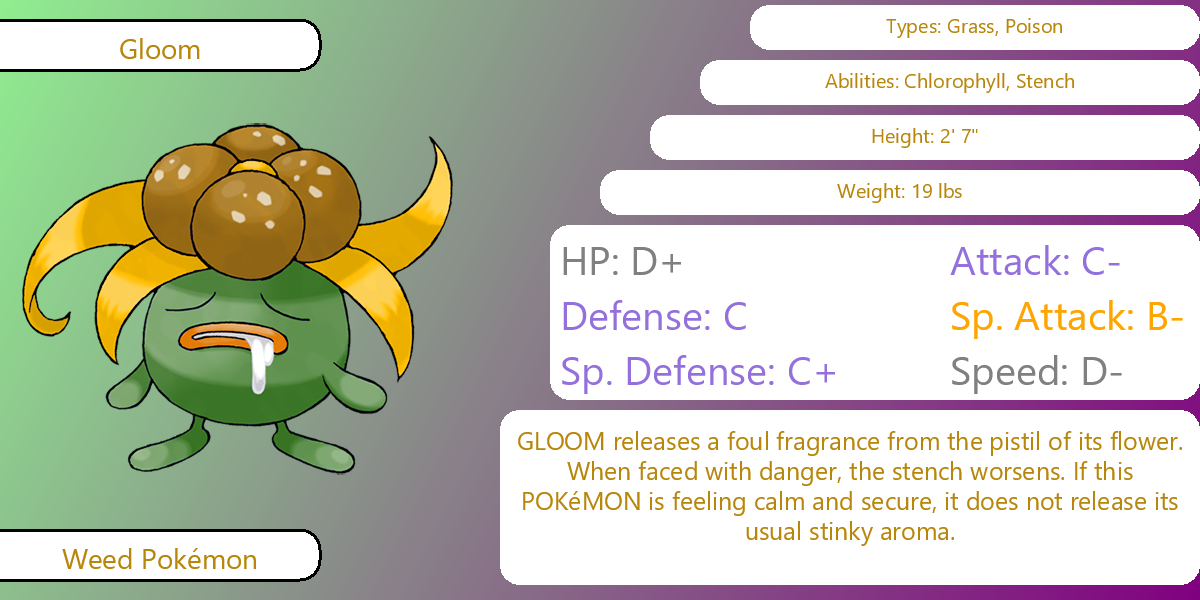 Gloom
Types: Grass, Poison
Abilities: Chlorophyll, Stench
Height: 2' 7"
Weight: 19 lbs
HP: D+ Attack: C-
Defense: C Sp. Attack: B-
Sp. Defense: C+ Speed: D-
GLOOM releases a foul fragrance from the pistil of its flower.
When faced with danger, the stench worsens. If this
POKéMON is feeling calm and secure, it does not release its
usual stinky aroma.
Weed Pokémon